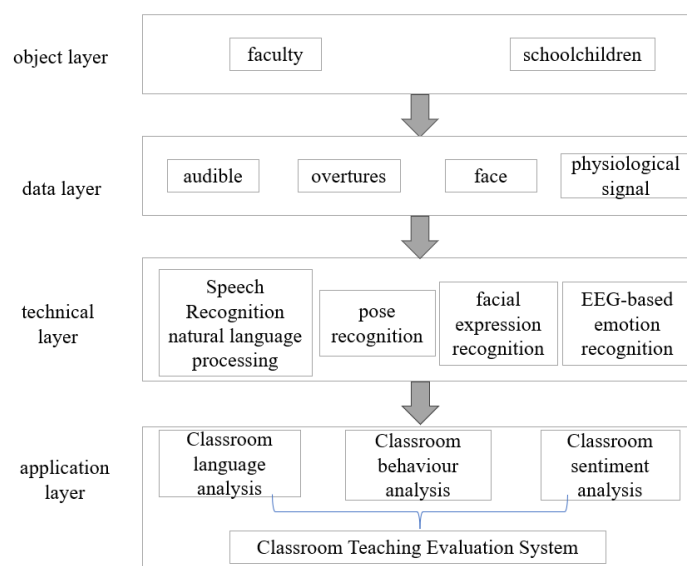 object layer
faculty
schoolchildren
data layer
audible
overtures
face
physiological
signal
technical
layer
Speech
Recognition
natural language
processing
pose
recognition
facial
expression
recognition
EEG-based
emotion
recognition
application
layer
Classroom
language
analysis
Classroom
behaviour
analysis
Classroom
sentiment
analysis
Classroom Teaching Evaluation System